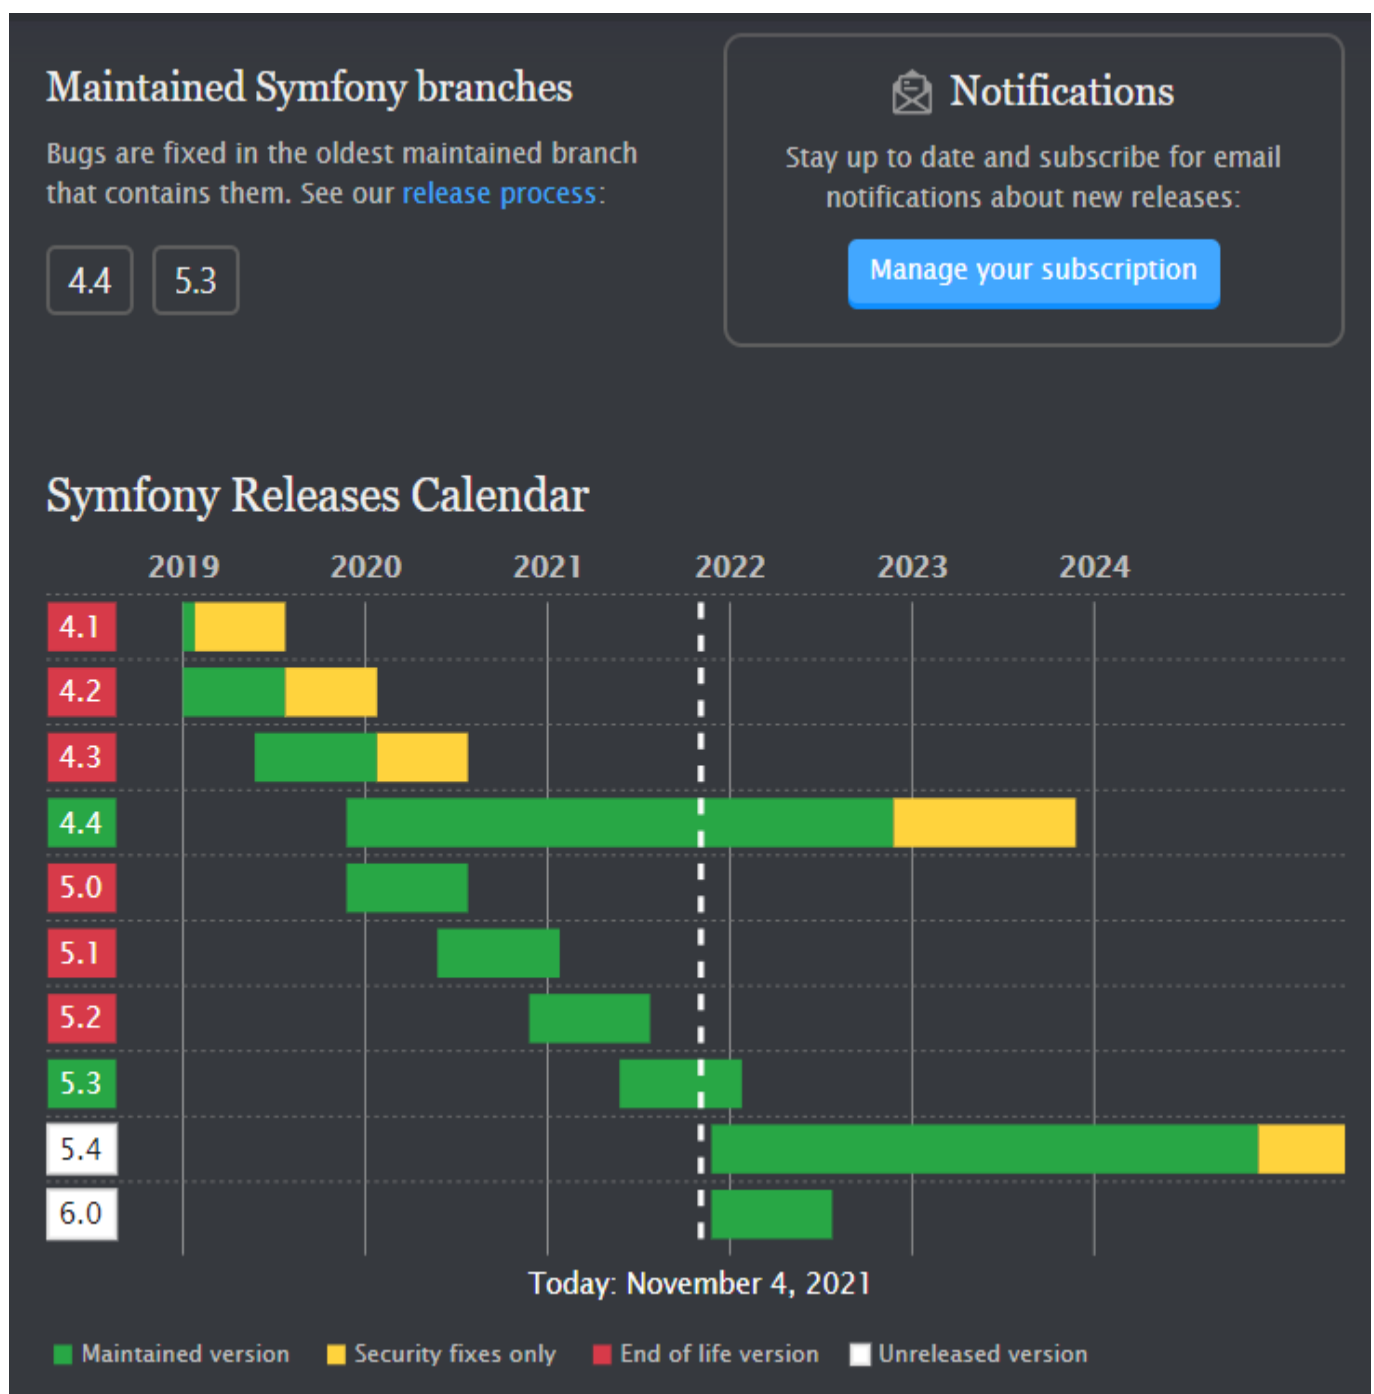 Maintained Symfony branches
Bugs are fixed in the oldest maintained branch
that contains them. See our release process:
4.4 5.3
Notifications
Stay up to date and subscribe for email
notifications about new releases:
Manage your subscription
Symfony Releases Calendar
2019 2020 2021 2022 2023 2024
4.1
4.2
4.3
4.4
5.0
5.1
5.2
5.3
5.4
6.0
Today: November 4, 2021
Maintained version Security fixes only End of life version Unreleased version